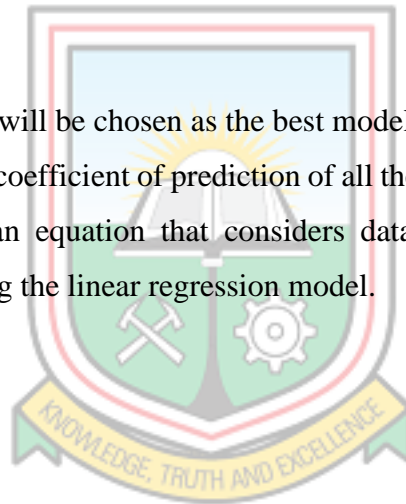 will be chosen as the best model
coefficient of prediction of all the
an equation that considers data
g the linear regression model.
KNOWLEDGE, TRUTH AND EXCELLENCE